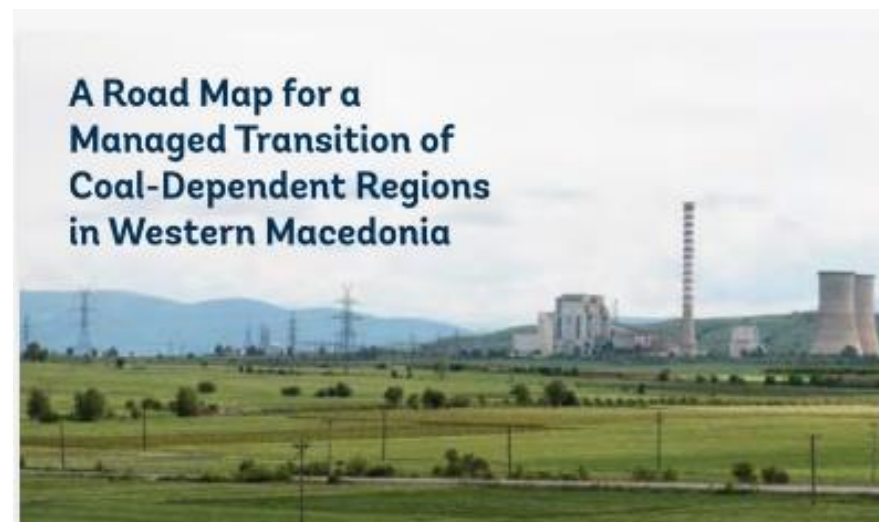 A Road Map for a
Managed Transition of
Coal-Dependent Regions
in Western Macedonia